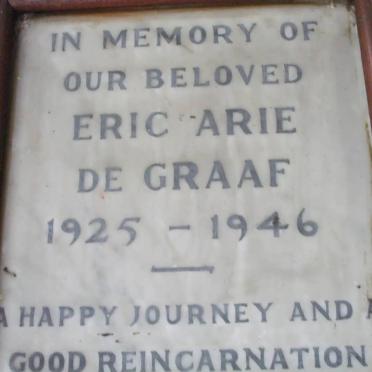 IN MEMORY OF
OUR BELOVED
ERIC ARIE
DE GRAAF
1925 - 1946
A HAPPY JOURNEY AND A
GOOD REINCARNATION